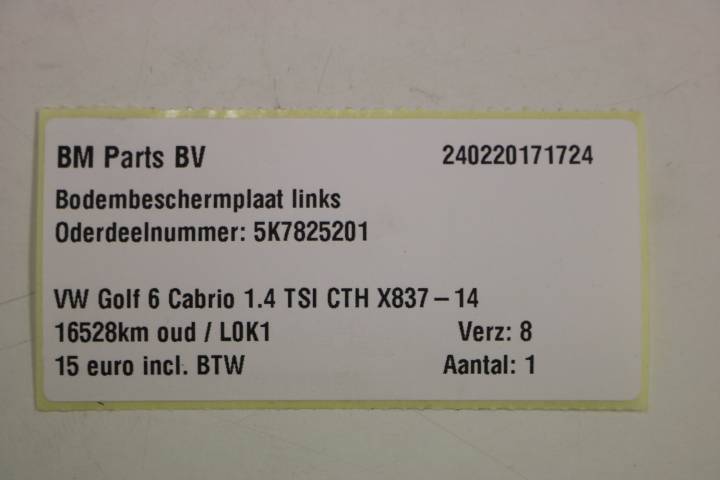 BM Parts BV 240220171724
Bodembeschermplaat links
Oderdeelnummer: 5K7825201
VW Golf 6 Cabrio 1.4 TSI CTH X837 – 14
16528km oud / L0K1 Verz: 8
15 euro incl. BTW Aantal: 1